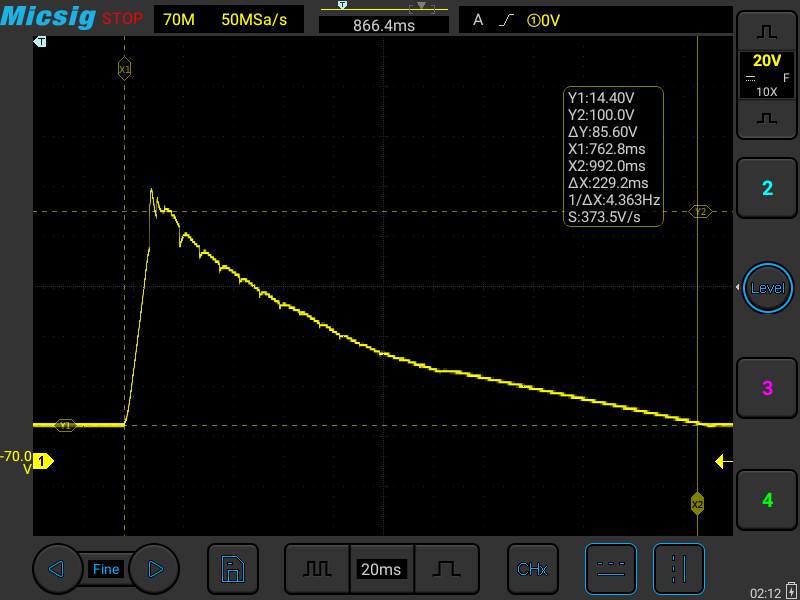 Micsig STOP 70M 50MSa/s T 866.4ms A ①0V
T
X1
20V
F
10X
Y1:14.40V
Y2:100.0V
ΔY:85.60V
X1:762.8ms
X2:992.0ms
ΔX:229.2ms
1/ΔX:4.363Hz
S:373.5V/s
2
Y2
Level
3
Y1
-70.0
V
1
X2
4
Fine
20ms
CHx
02:12